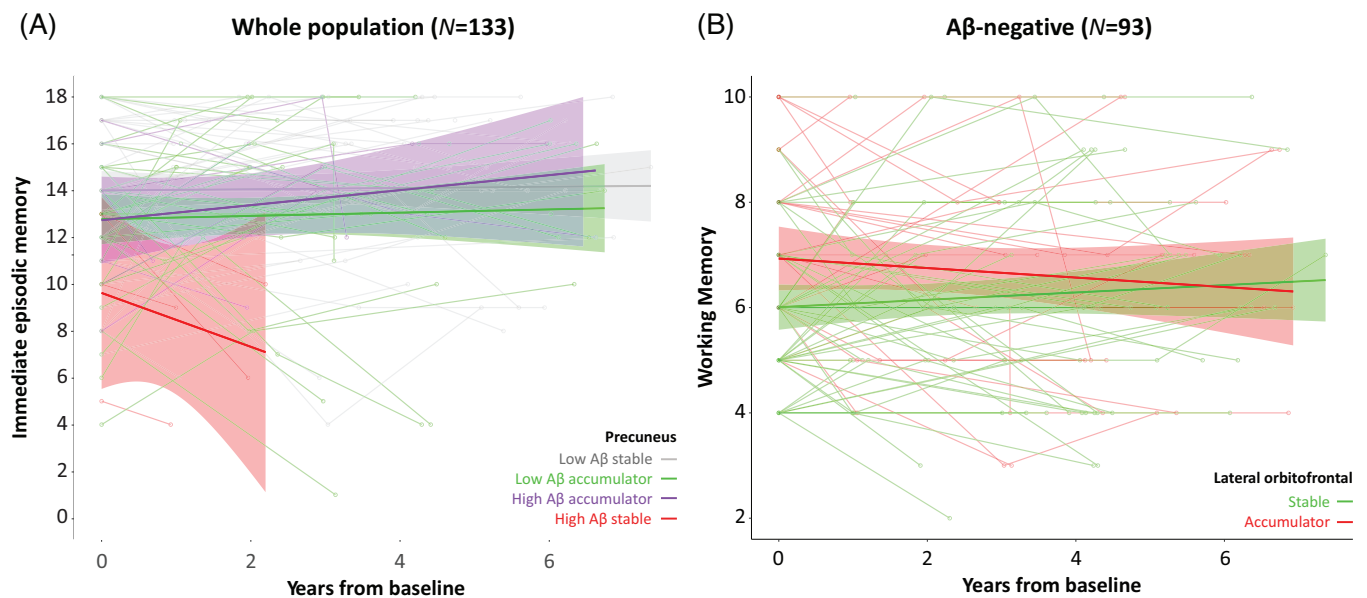 (A)
Whole population (N=133)
Immediate episodic memory
18
16
14
12
10
8
6
4
2
0
Precuneus
Low Aβ stable
Low Aβ accumulator
High Aβ accumulator
High Aβ stable
0
2
4
6
Years from baseline
(B)
Aβ-negative (N=93)
Working Memory
10
8
6
4
2
Lateral orbitofrontal
Stable
Accumulator
0
2
4
6
Years from baseline